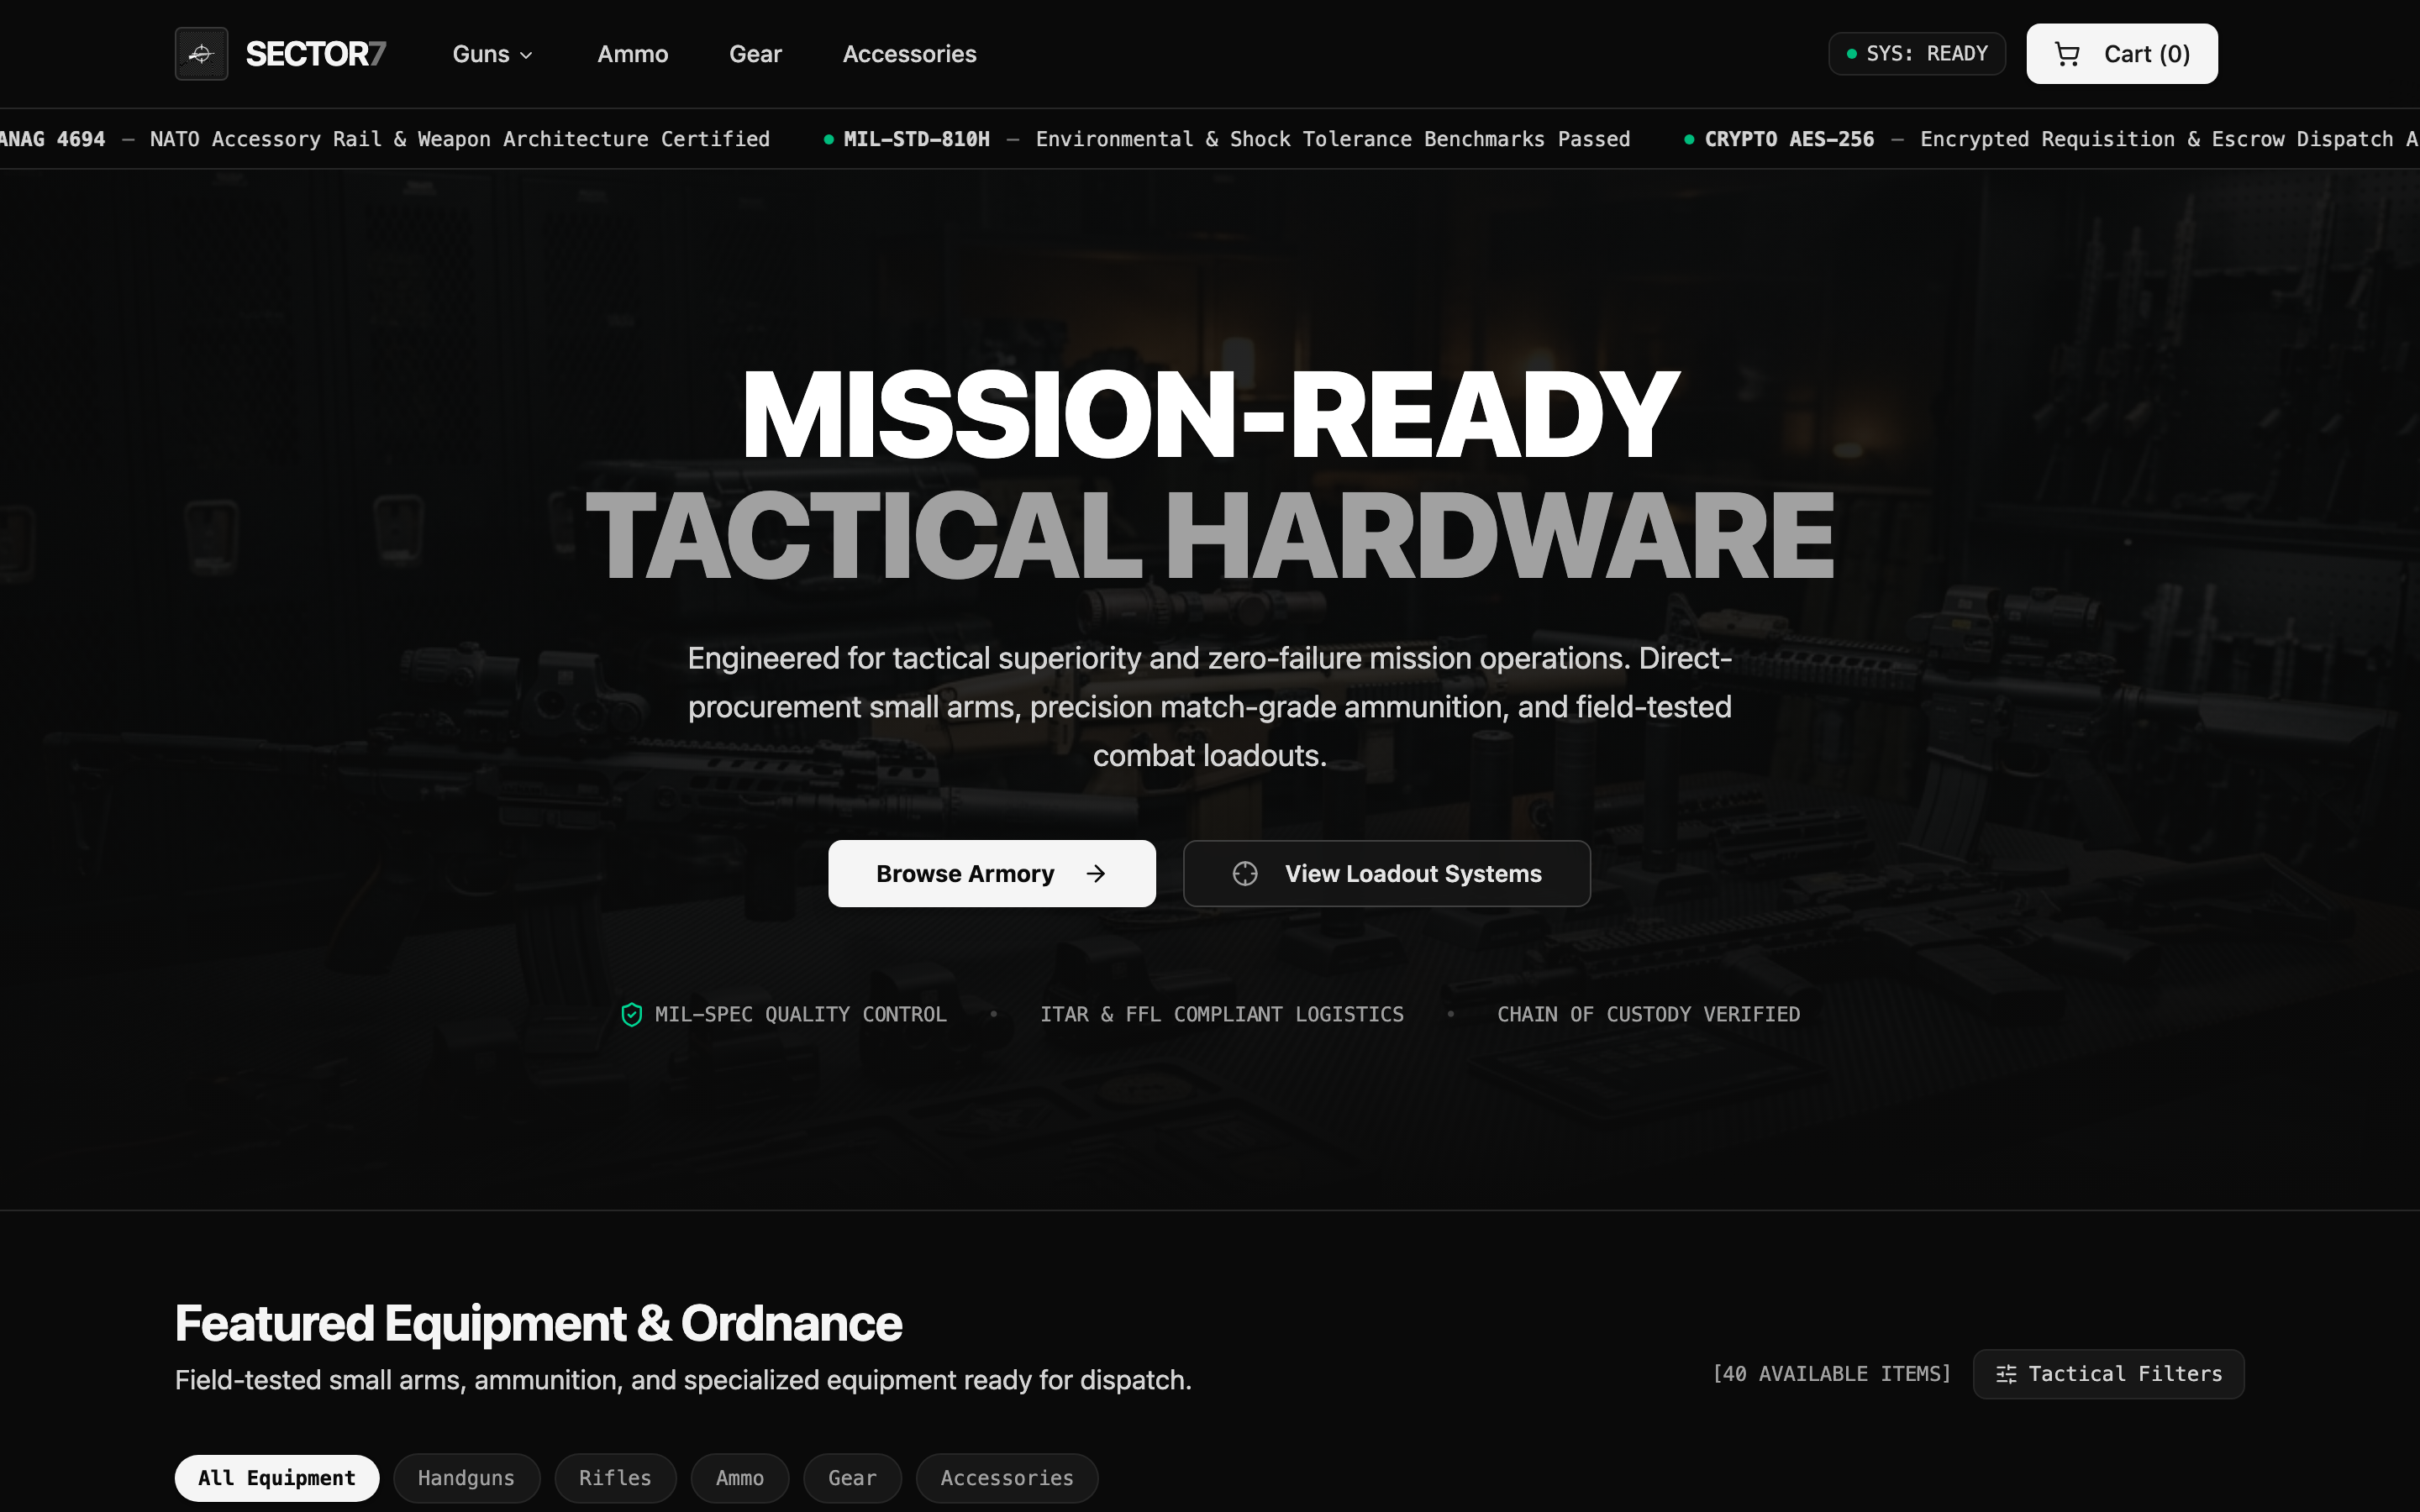 SECTOR7
Guns
Ammo
Gear
Accessories
SYS: READY
Cart (0)
ANAG 4694 — NATO Accessory Rail & Weapon Architecture Certified
MIL-STD-810H — Environmental & Shock Tolerance Benchmarks Passed
CRYPTO AES-256 — Encrypted Requisition & Escrow Dispatch A
MISSION-READY
TACTICAL HARDWARE
Engineered for tactical superiority and zero-failure mission operations. Direct-
procurement small arms, precision match-grade ammunition, and field-tested
combat loadouts.
Browse Armory
View Loadout Systems
MIL-SPEC QUALITY CONTROL • ITAR & FFL COMPLIANT LOGISTICS • CHAIN OF CUSTODY VERIFIED
Featured Equipment & Ordnance
Field-tested small arms, ammunition, and specialized equipment ready for dispatch.
[40 AVAILABLE ITEMS]
Tactical Filters
All Equipment
Handguns
Rifles
Ammo
Gear
Accessories